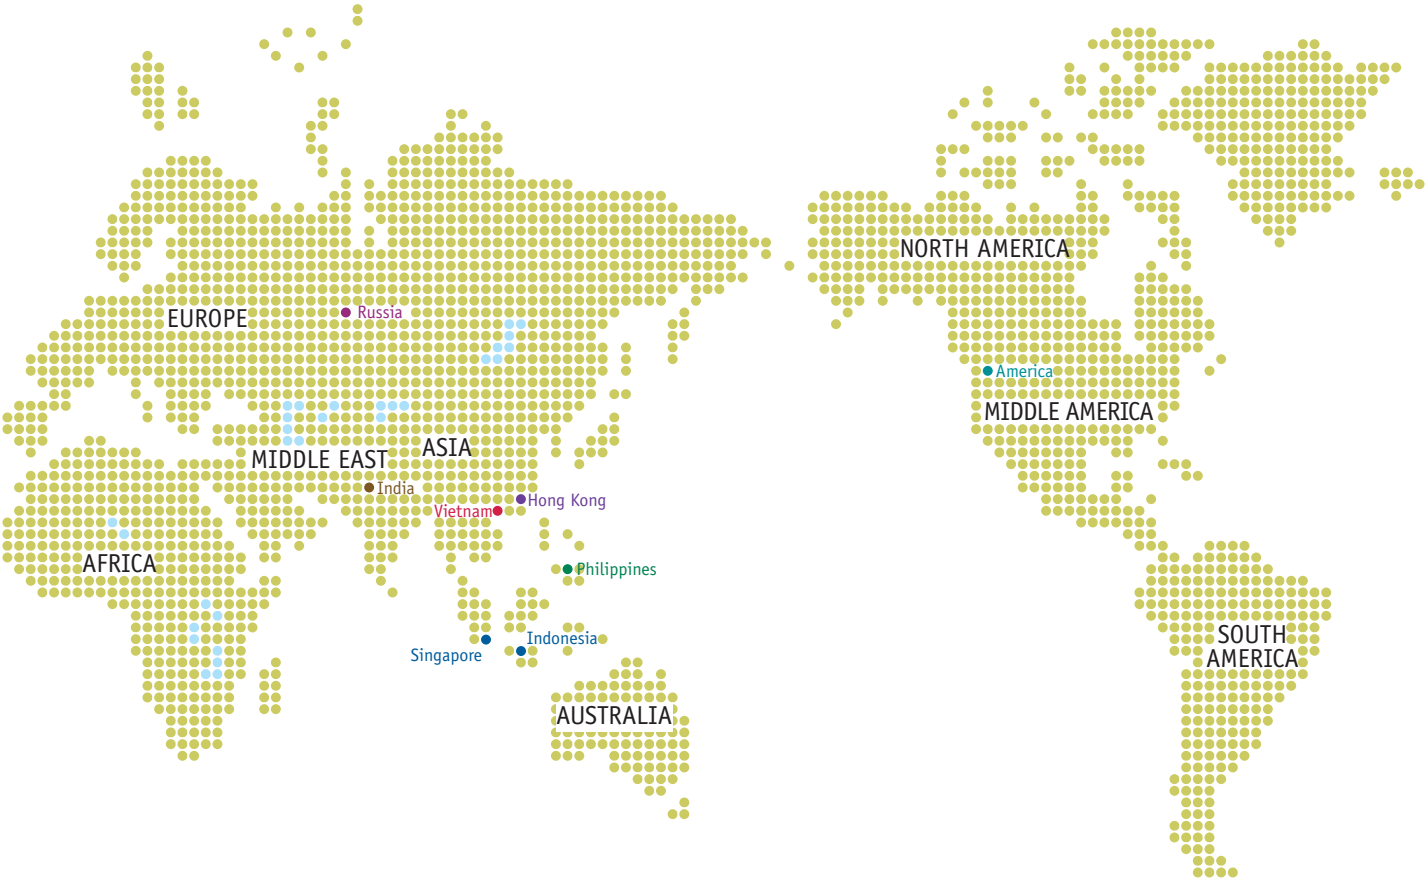 NORTH AMERICA
Russia
EUROPE
America
MIDDLE AMERICA
ASIA
MIDDLE EAST
India
Hong Kong
Vietnam
AFRICA
Philippines
Indonesia
Singapore
SOUTH
AMERICA
AUSTRALIA